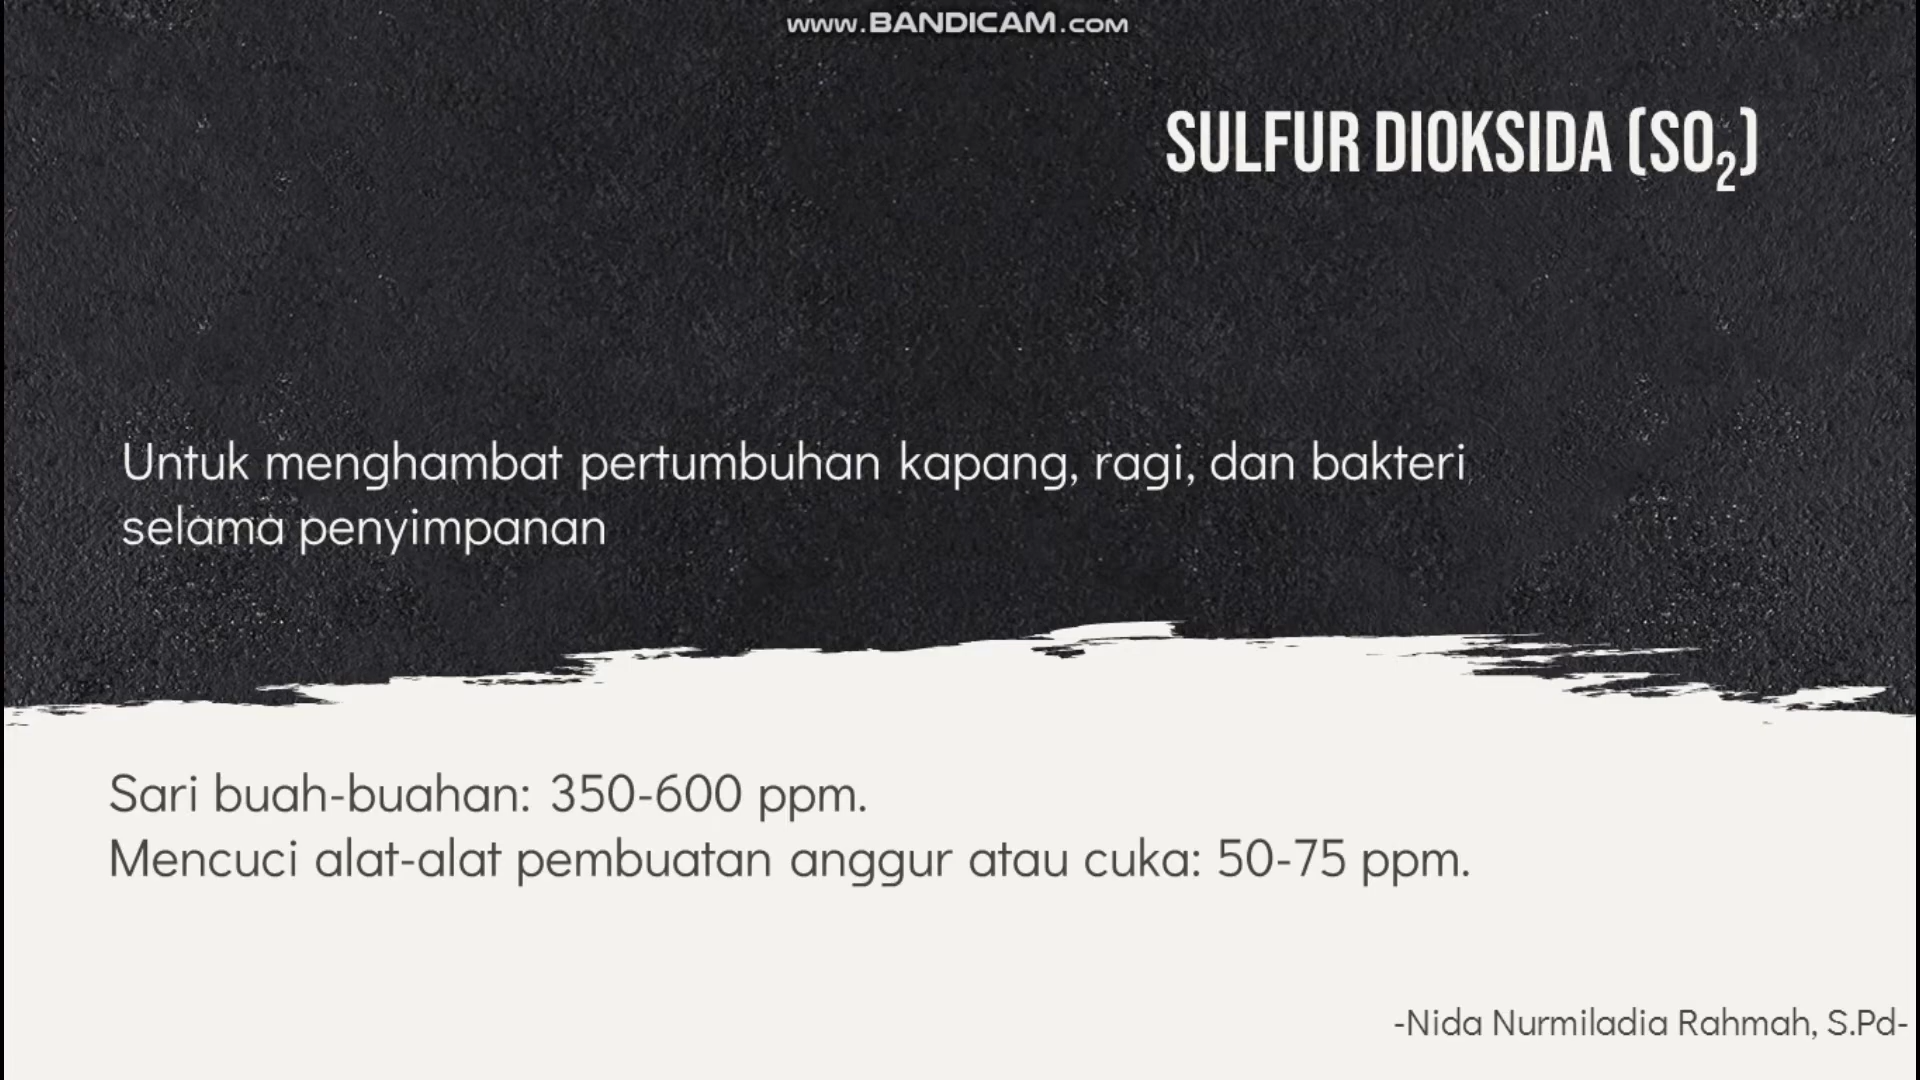 www.BANDICAM.COM
SULFUR DIOKSIDA (SO₂)
Untuk menghambat pertumbuhan kapang, ragi, dan bakteri
selama penyimpanan
Sari buah-buahan: 350-600 ppm.
Mencuci alat-alat pembuatan anggur atau cuka: 50-75 ppm.
-Nida Nurmiladia Rahmah, S.Pd-